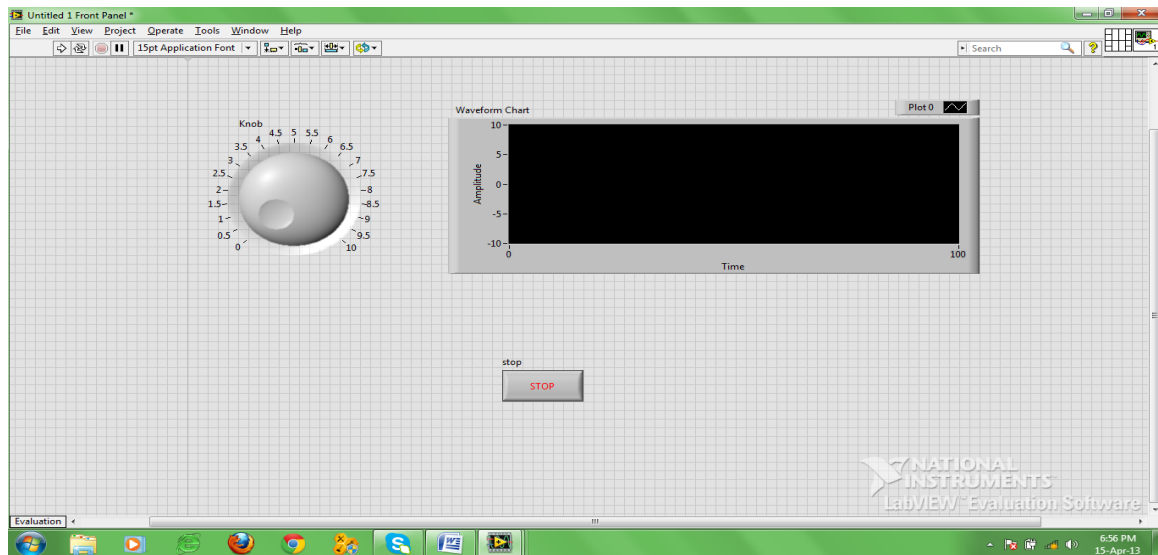 Untitled 1 Front Panel *
File Edit View Project Operate Tools Window Help
15pt Application Font
Search
?
1
Waveform Chart
Plot 0
Knob
0
0.5
1
1.5
2
2.5
3
3.5
4
4.5
5
5.5
6
6.5
7
7.5
8
8.5
9
9.5
10
Amplitude
10
5
0
-5
-10
0
100
Time
stop
STOP
NATIONAL
INSTRUMENTS
LabVIEW™ Evaluation Software
Evaluation
6:56 PM
15-Apr-13